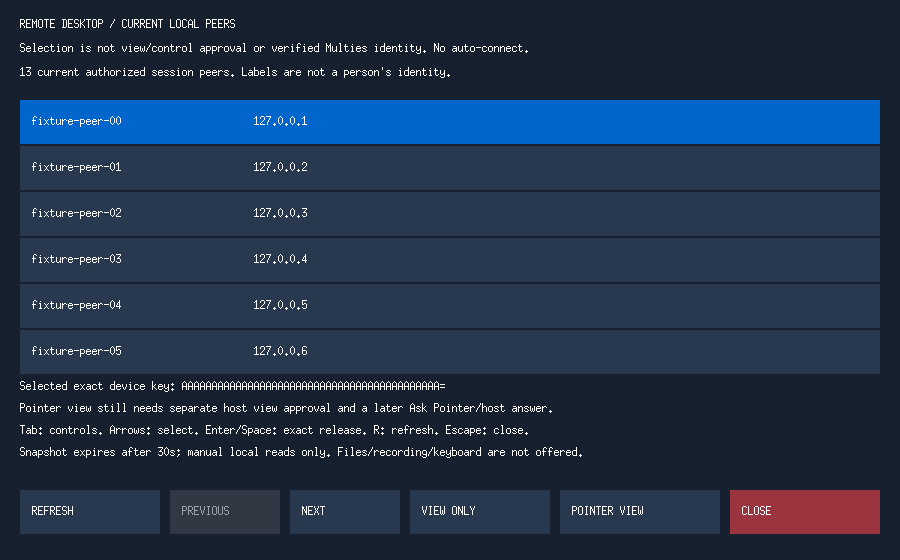 REMOTE DESKTOP / CURRENT LOCAL PEERS
Selection is not view/control approval or verified Multies identity. No auto-connect.
13 current authorized session peers. Labels are not a person's identity.
fixture-peer-00 127.0.0.1
fixture-peer-01 127.0.0.2
fixture-peer-02 127.0.0.3
fixture-peer-03 127.0.0.4
fixture-peer-04 127.0.0.5
fixture-peer-05 127.0.0.6
Selected exact device key: AAAAAAAAAAAAAAAAAAAAAAAAAAAAAAAAAAAAAAAAAAA=
Pointer view still needs separate host view approval and a later Ask Pointer/host answer.
Tab: controls. Arrows: select. Enter/Space: exact release. R: refresh. Escape: close.
Snapshot expires after 30s; manual local reads only. Files/recording/keyboard are not offered.
REFRESH PREVIOUS NEXT VIEW ONLY POINTER VIEW CLOSE